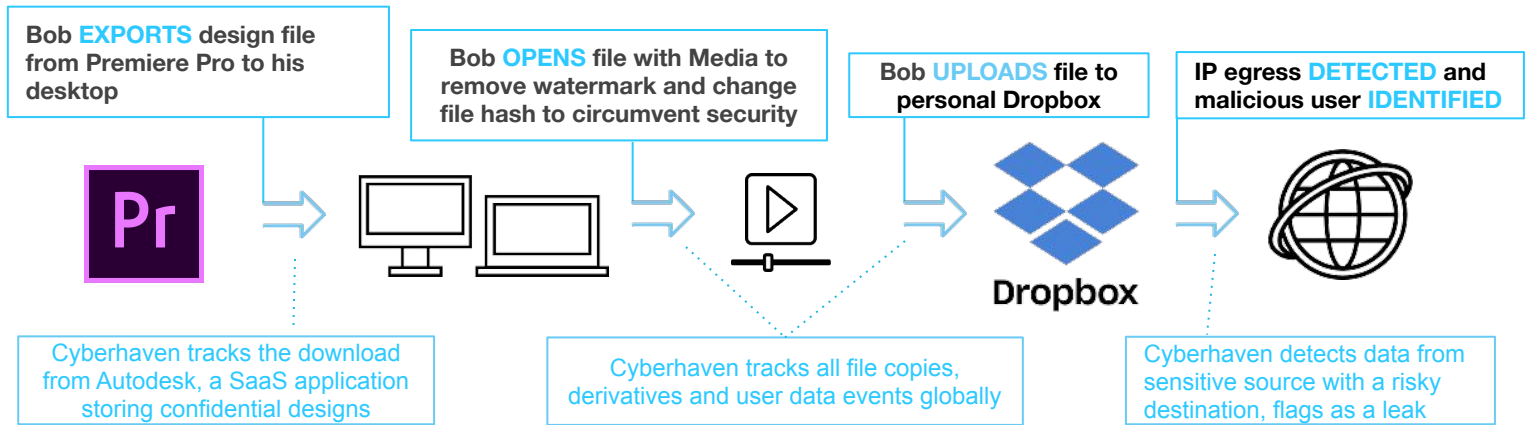 Bob EXPORTS design file
from Premiere Pro to his
desktop
Bob OPENS file with Media to
remove watermark and change
file hash to circumvent security
Bob UPLOADS file to
personal Dropbox
IP egress DETECTED and
malicious user IDENTIFIED
Pr
Dropbox
Cyberhaven tracks the download
from Autodesk, a SaaS application
storing confidential designs
Cyberhaven tracks all file copies,
derivatives and user data events globally
Cyberhaven detects data from
sensitive source with a risky
destination, flags as a leak